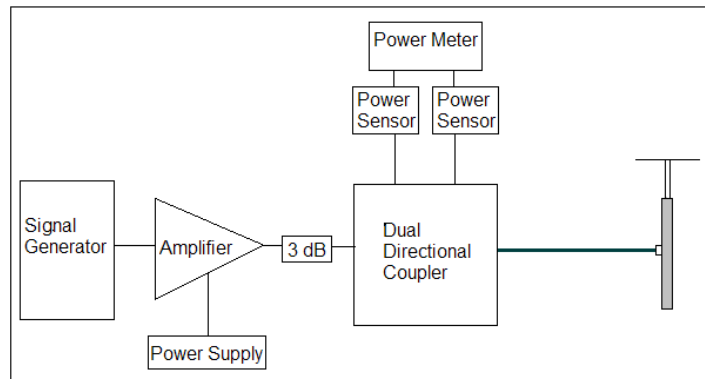 Power Meter
Power
Sensor
Power
Sensor
Signal
Generator
Amplifier
3 dB
Dual
Directional
Coupler
Power Supply